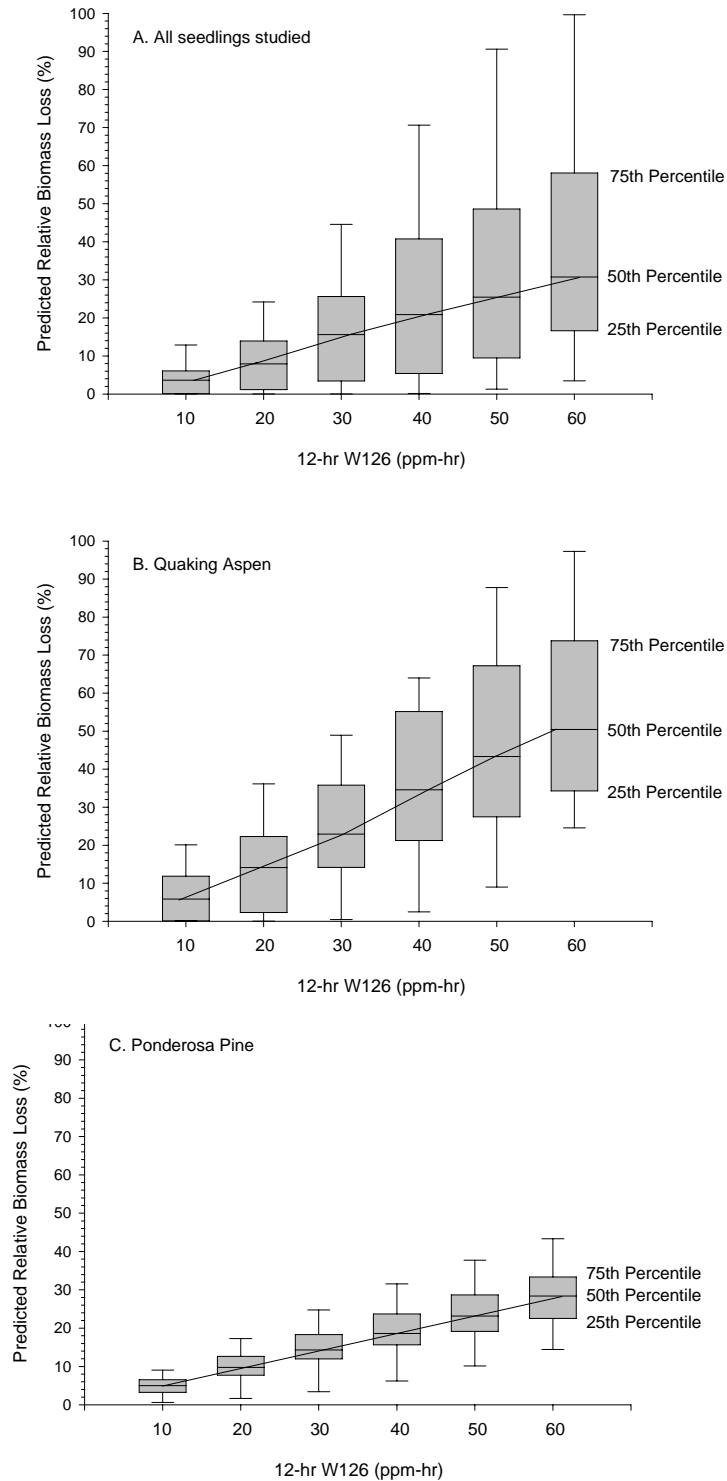 A. All seedlings studied
Predicted Relative Biomass Loss (%)
100
90
80
70
60
50
40
30
20
10
0
75th Percentile
50th Percentile
25th Percentile
10 20 30 40 50 60
12-hr W126 (ppm-hr)
B. Quaking Aspen
Predicted Relative Biomass Loss (%)
100
90
80
70
60
50
40
30
20
10
0
75th Percentile
50th Percentile
25th Percentile
10 20 30 40 50 60
12-hr W126 (ppm-hr)
C. Ponderosa Pine
Predicted Relative Biomass Loss (%)
100
90
80
70
60
50
40
30
20
10
0
75th Percentile
50th Percentile
25th Percentile
10 20 30 40 50 60
12-hr W126 (ppm-hr)